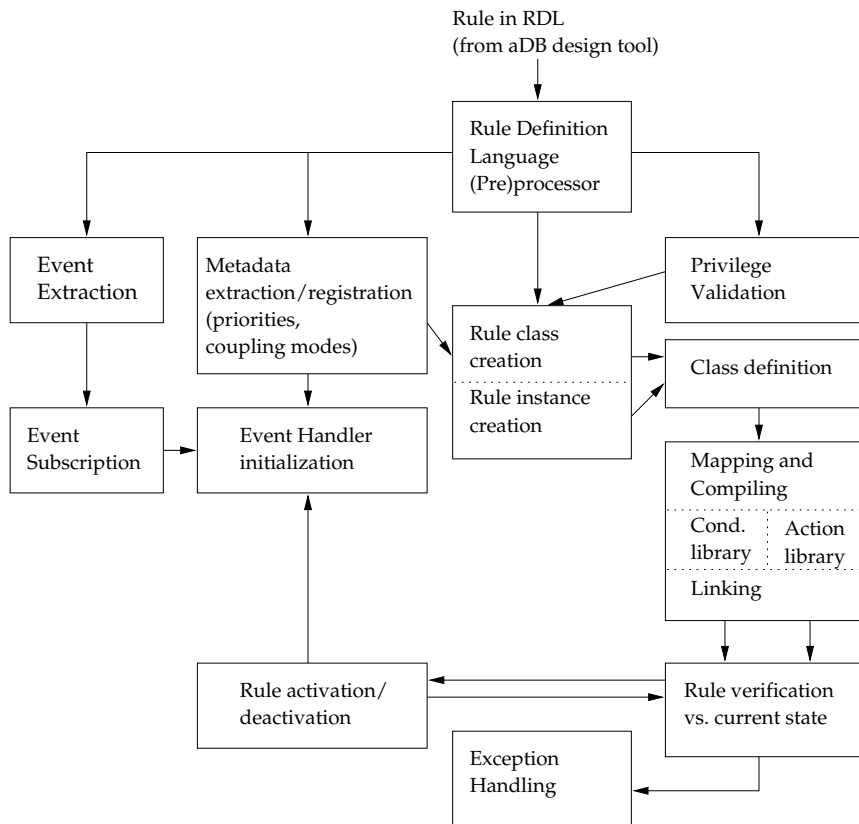 Rule in RDL
(from aDB design tool)
Rule Definition
Language
(Pre)processor
Event
Extraction
Metadata
extraction/registration
(priorities,
coupling modes)
Privilege
Validation
Rule class
creation
Rule instance
creation
Class definition
Event
Subscription
Event Handler
initialization
Mapping and
Compiling
Cond.
library
Action
library
Linking
Rule activation/
deactivation
Rule verification
vs. current state
Exception
Handling